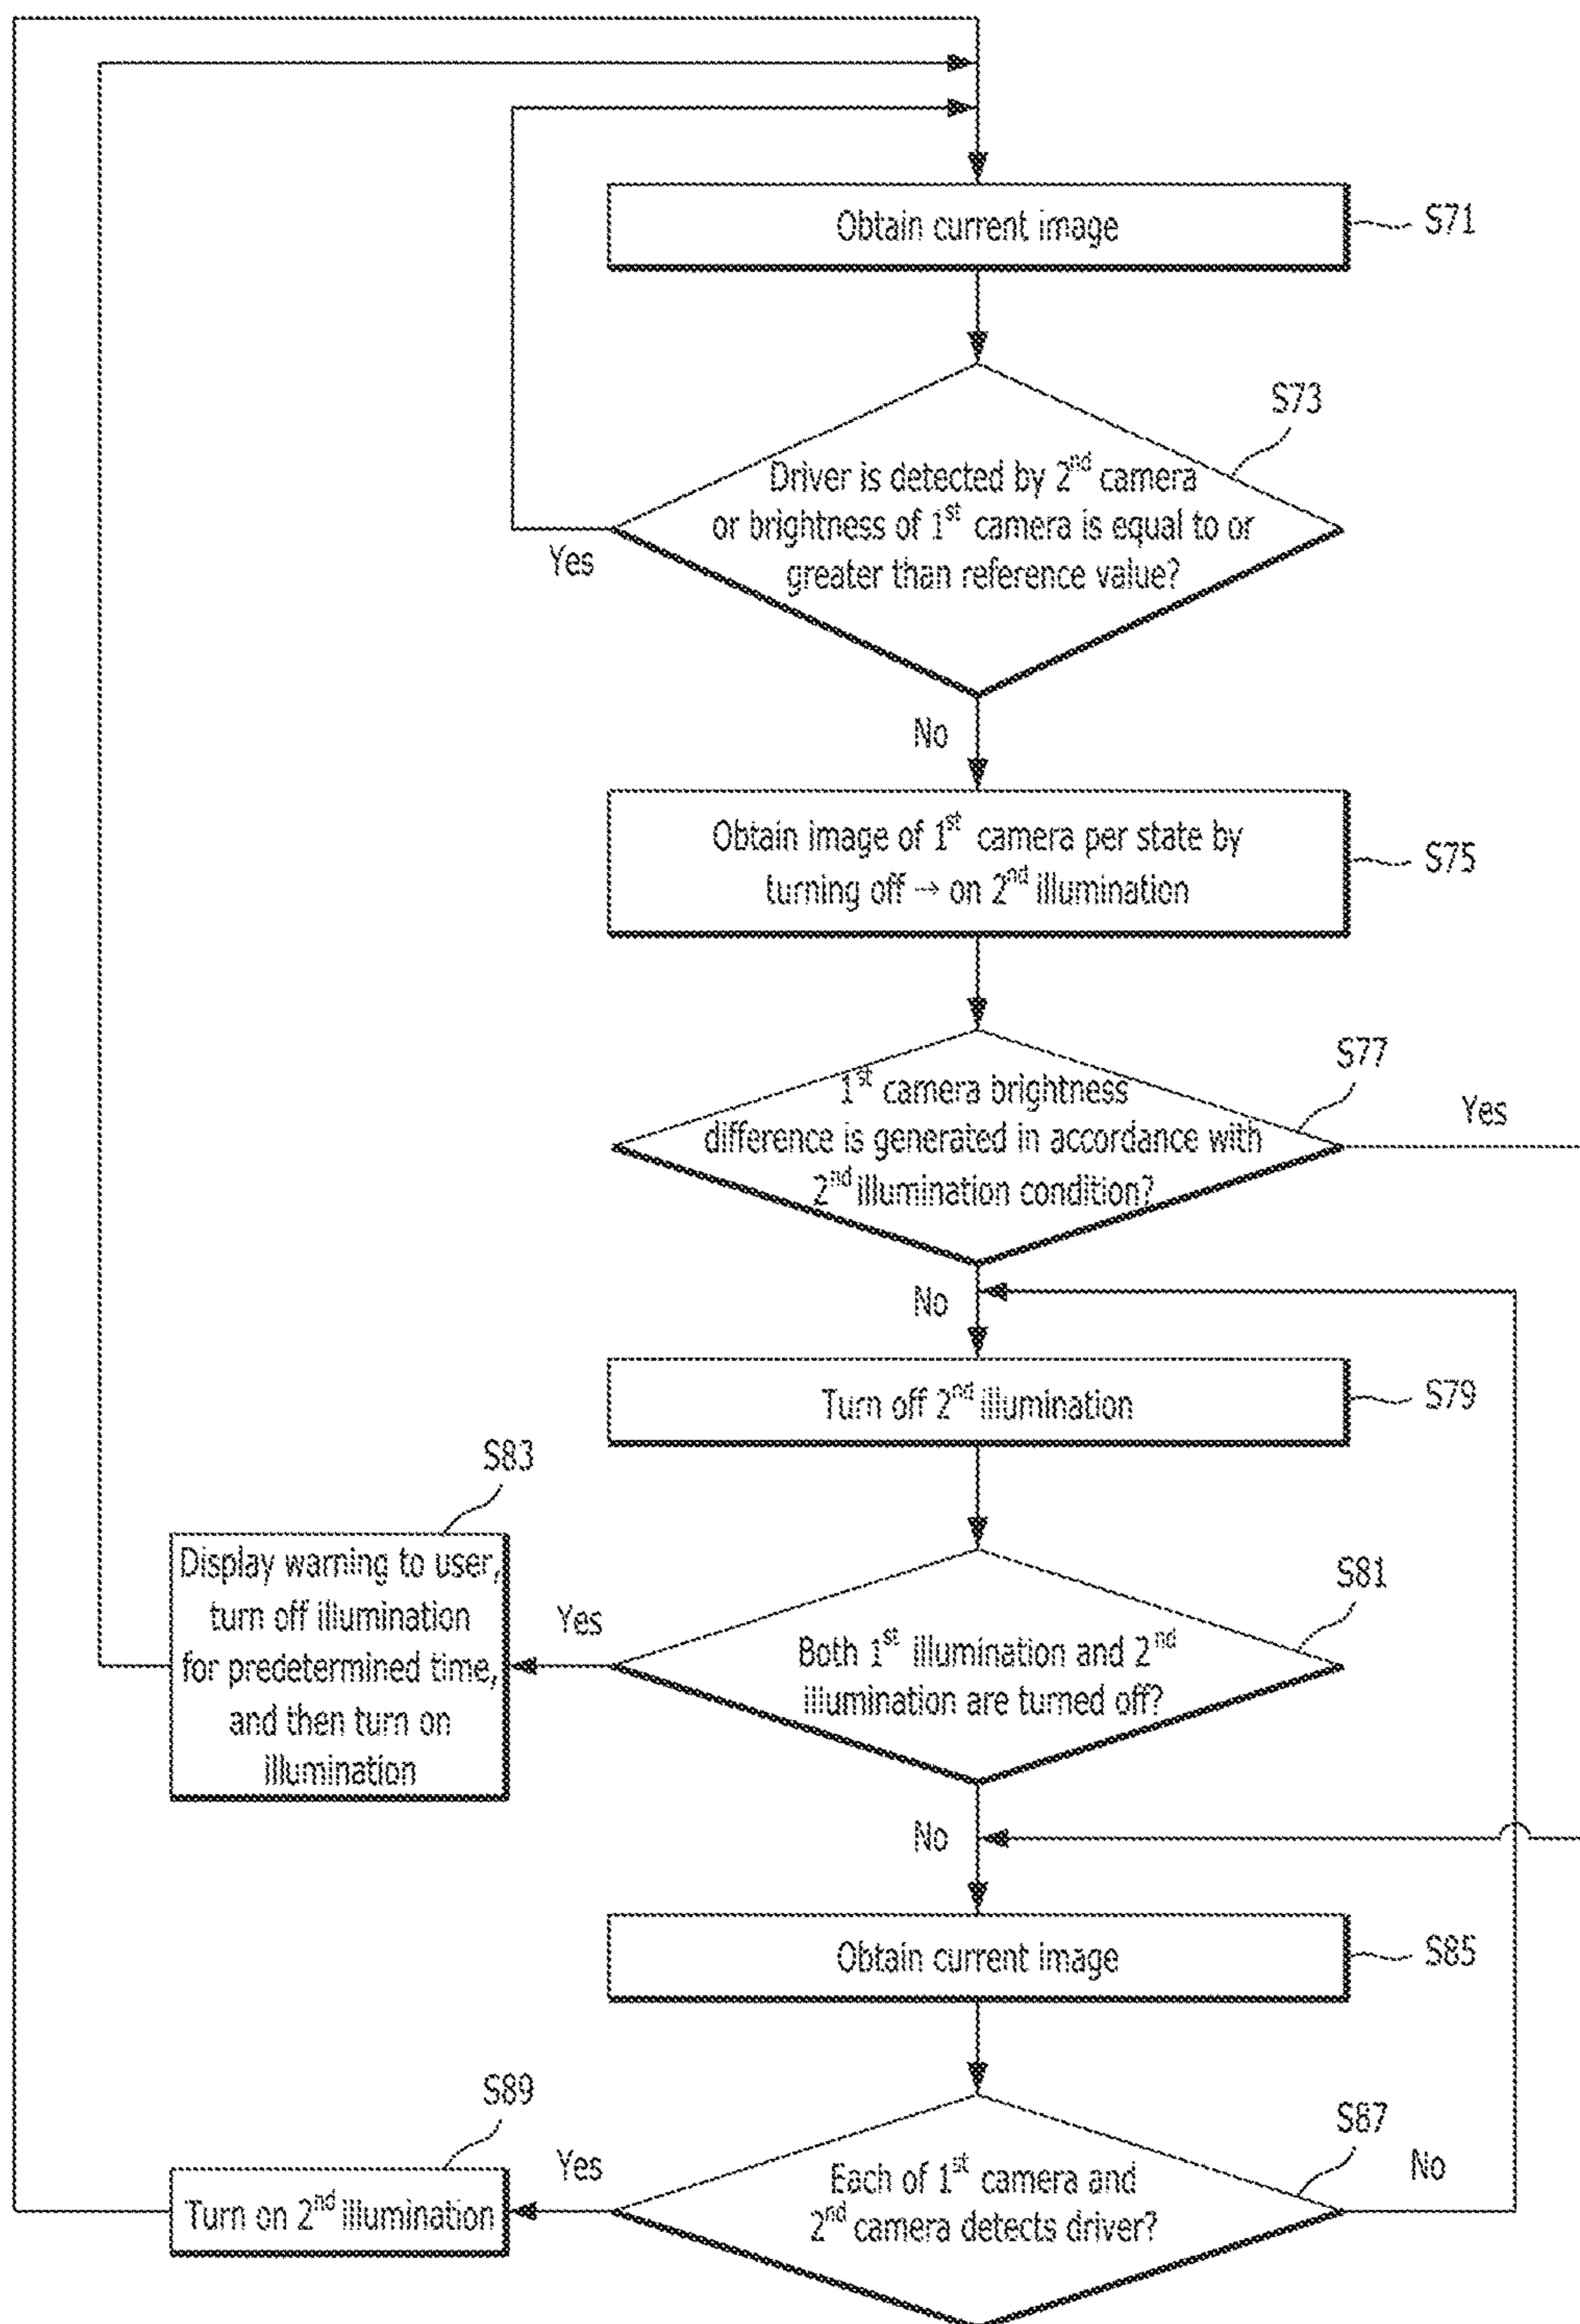 Obtain current image
S71
S73
Driver is detected by 2nd camera
or brightness of 1st camera is equal to or
greater than reference value?
Yes
No
Obtain image of 1st camera per state by
turning off → on 2nd illumination
S75
S77
1st camera brightness
difference is generated in accordance with
2nd illumination condition?
Yes
No
Turn off 2nd illumination
S79
S83
Display warning to user,
turn off illumination
for predetermined time,
and then turn on
illumination
Yes
S81
Both 1st illumination and 2nd
illumination are turned off?
No
Obtain current image
S85
S89
Turn on 2nd illumination
Yes
S87
Each of 1st camera and
2nd camera detects driver?
No